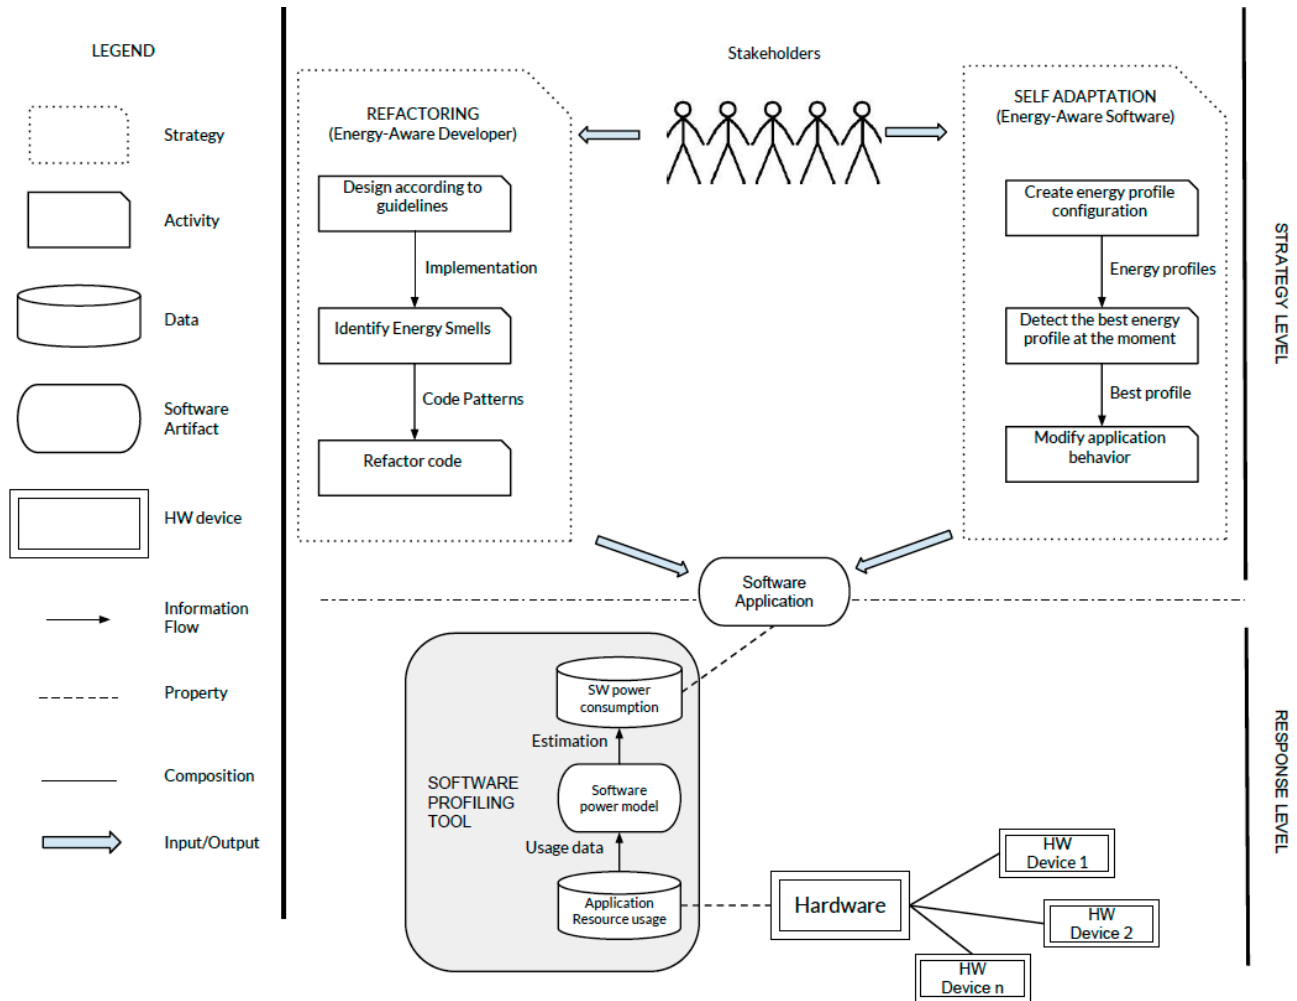 LEGEND
Strategy
Activity
Data
Software
Artifact
HW device
Information
Flow
Property
Composition
Input/Output
Stakeholders
REFACTORING
(Energy-Aware Developer)
Design according to
guidelines
Implementation
Identify Energy Smells
Code Patterns
Refactor code
SELF ADAPTATION
(Energy-Aware Software)
Create energy profile
configuration
Energy profiles
Detect the best energy
profile at the moment
Best profile
Modify application
behavior
STRATEGY LEVEL
Software
Application
SW power
consumption
Estimation
SOFTWARE
PROFILING
TOOL
Software
power model
Usage data
Application
Resource usage
Hardware
HW
Device 1
HW
Device 2
HW
Device n
RESPONSE LEVEL